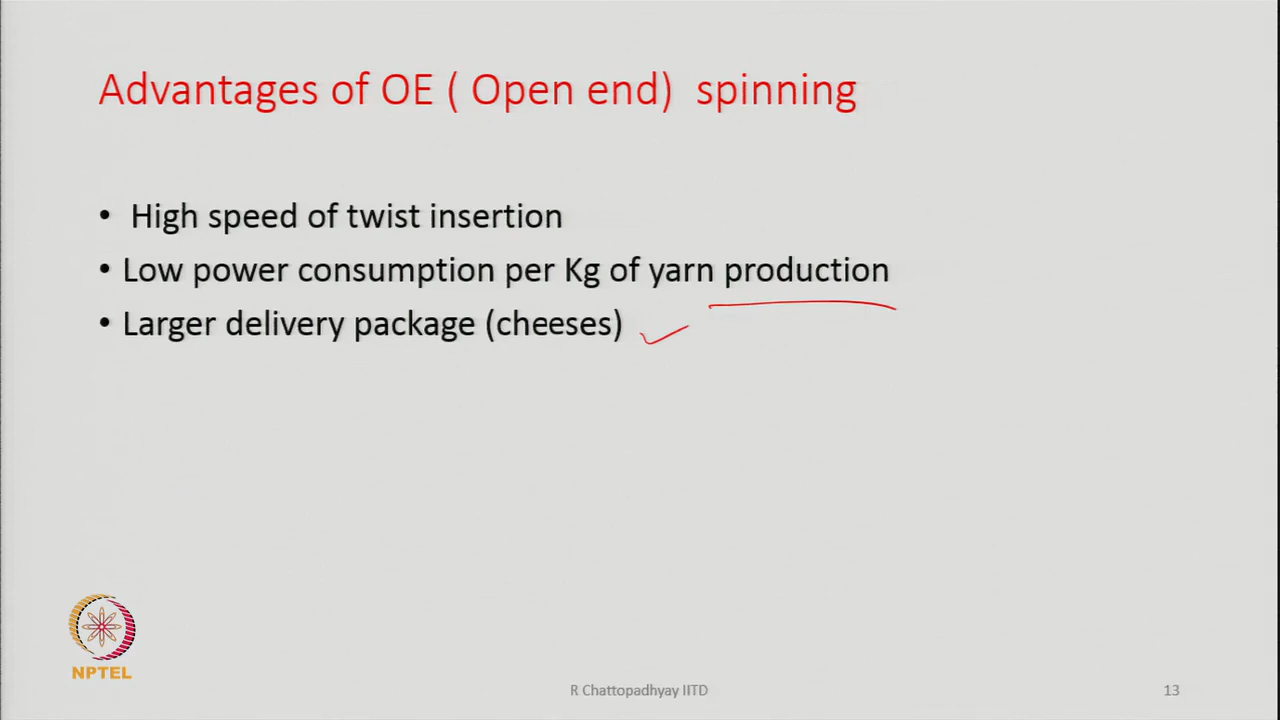 Advantages of OE ( Open end) spinning
• High speed of twist insertion
• Low power consumption per Kg of yarn production
• Larger delivery package (cheeses)
NPTEL
R Chattopadhyay IITD
13